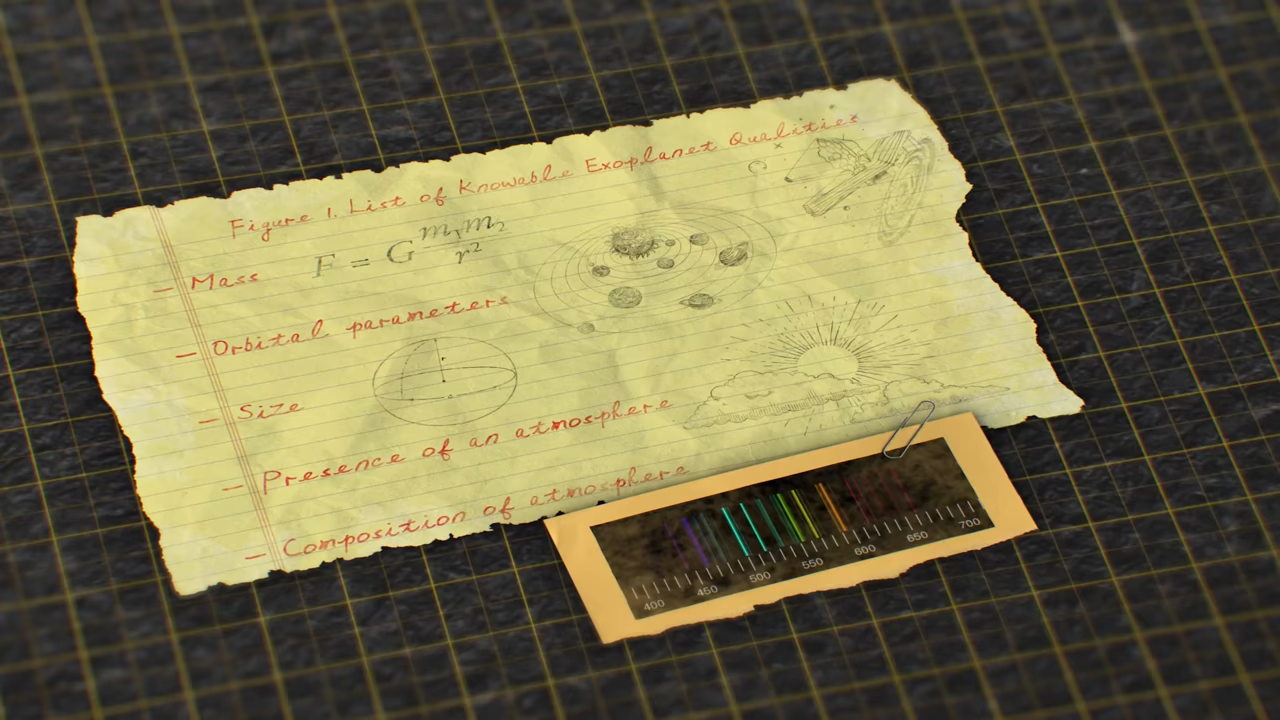 Figure 1. List of Knowable Exoplanet Qualities
— Mass F = G m₁m₂ / r²
— Orbital parameters
— Size
r
— Presence of an atmosphere
— Composition of atmosphere
400 450 500 550 600 650 700